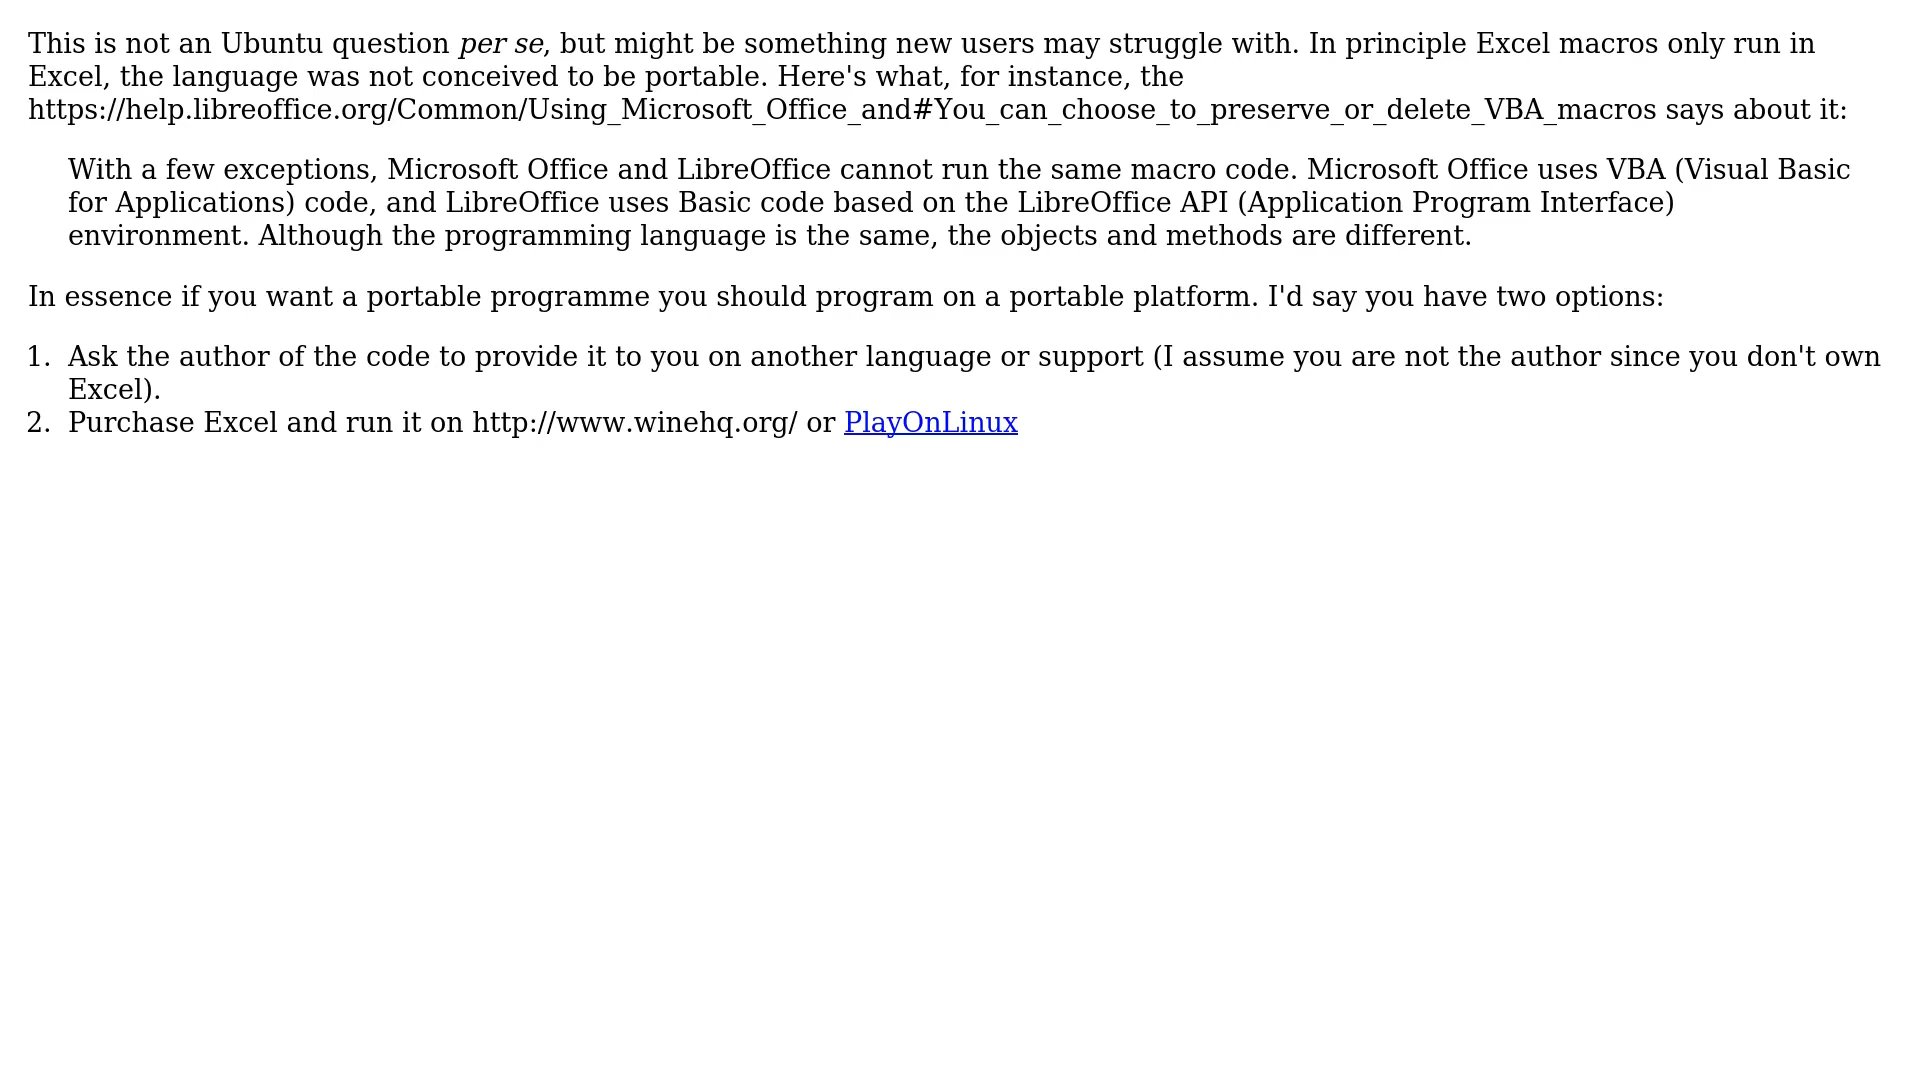 This is not an Ubuntu question per se, but might be something new users may struggle with. In principle Excel macros only run in
Excel, the language was not conceived to be portable. Here's what, for instance, the
https://help.libreoffice.org/Common/Using_Microsoft_Office_and#You_can_choose_to_preserve_or_delete_VBA_macros says about it:
With a few exceptions, Microsoft Office and LibreOffice cannot run the same macro code. Microsoft Office uses VBA (Visual Basic
for Applications) code, and LibreOffice uses Basic code based on the LibreOffice API (Application Program Interface)
environment. Although the programming language is the same, the objects and methods are different.
In essence if you want a portable programme you should program on a portable platform. I'd say you have two options:
1. Ask the author of the code to provide it to you on another language or support (I assume you are not the author since you don't own
Excel).
2. Purchase Excel and run it on http://www.winehq.org/ or PlayOnLinux